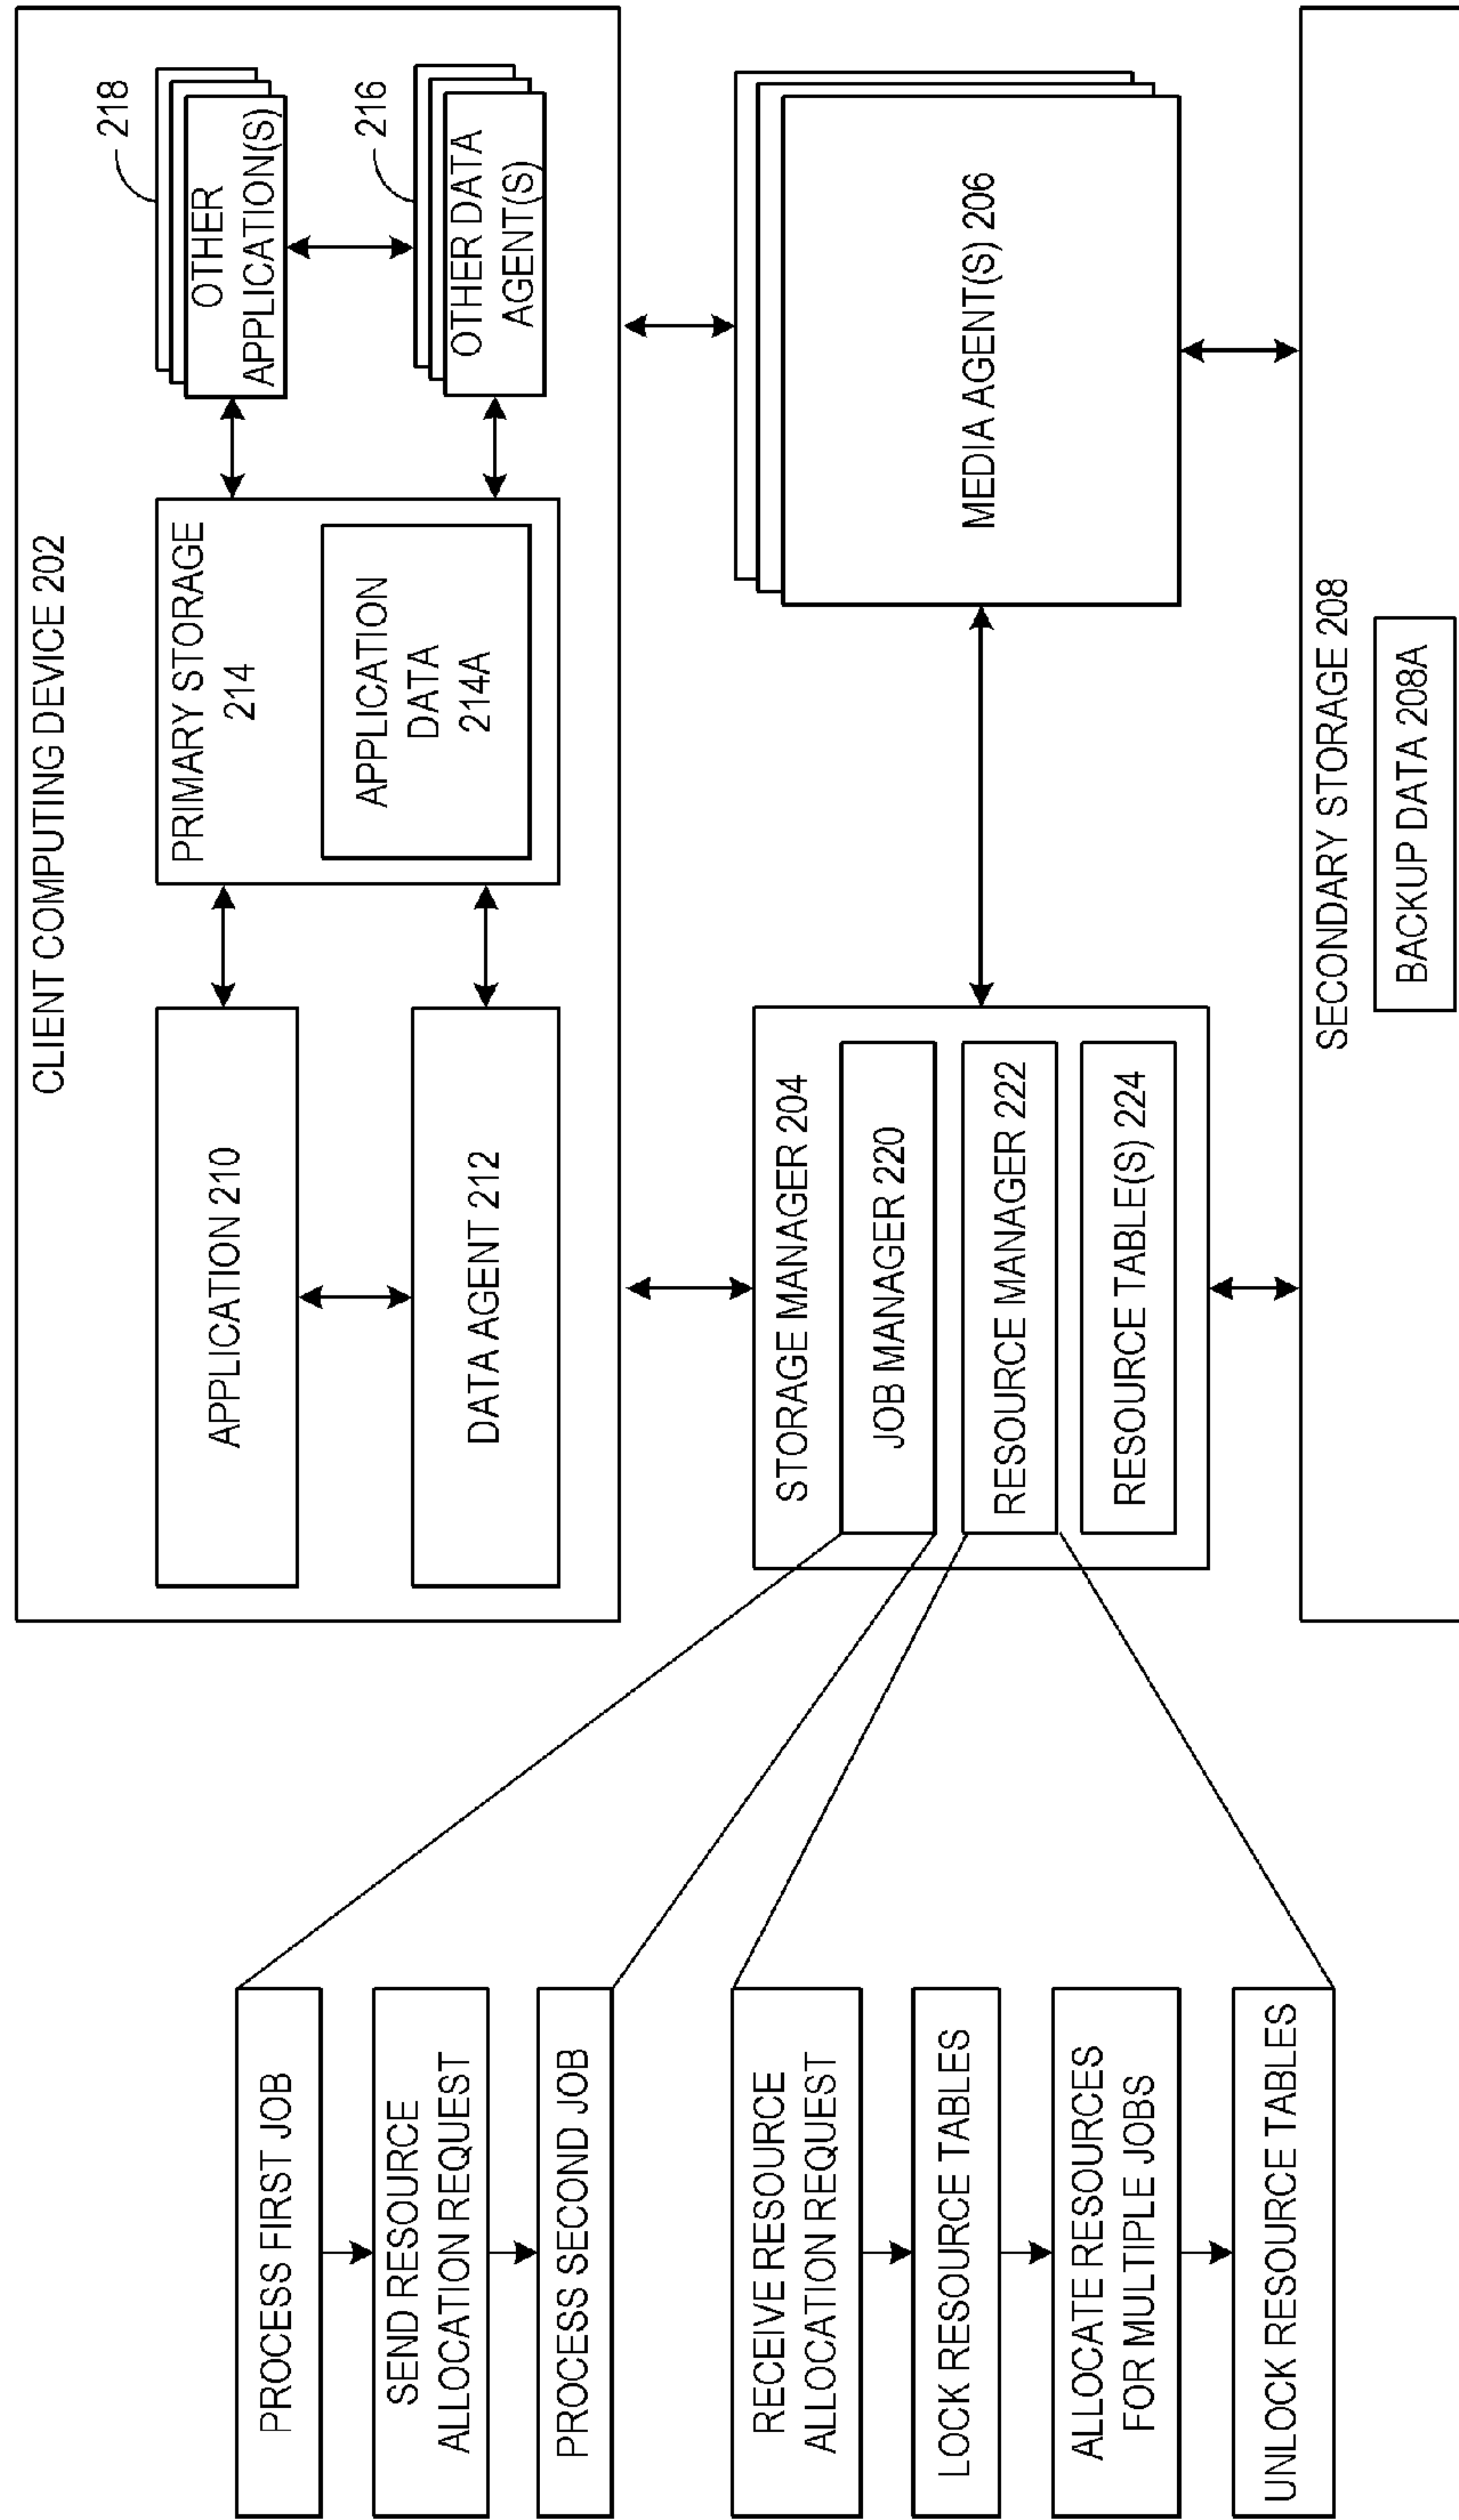 PROCESS FIRST JOB
SEND RESOURCE
ALLOCATION REQUEST
PROCESS SECOND JOB
RECEIVE RESOURCE
ALLOCATION REQUEST
LOCK RESOURCE TABLES
ALLOCATE RESOURCES
FOR MULTIPLE JOBS
UNLOCK RESOURCE TABLES
CLIENT COMPUTING DEVICE 202
APPLICATION 210
DATA AGENT 212
PRIMARY STORAGE
214
APPLICATION
DATA
214A
218
OTHER
APPLICATION(S)
216
OTHER DATA
AGENT(S)
STORAGE MANAGER 204
JOB MANAGER 220
RESOURCE MANAGER 222
RESOURCE TABLE(S) 224
MEDIA AGENT(S) 206
SECONDARY STORAGE 208
BACKUP DATA 208A